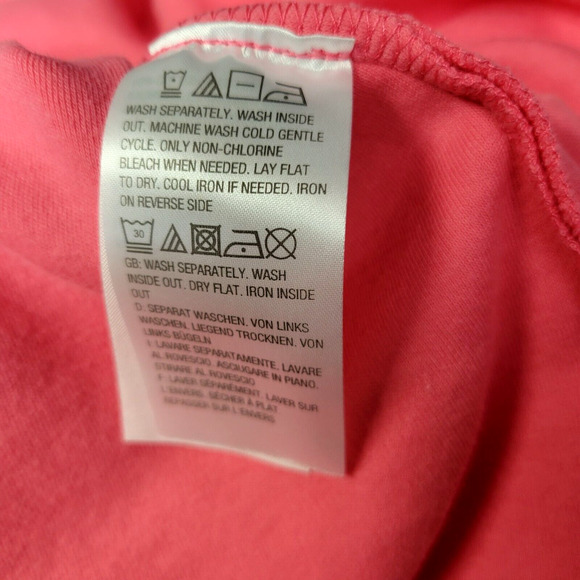 WASH SEPARATELY. WASH INSIDE
OUT. MACHINE WASH COLD GENTLE
CYCLE. ONLY NON-CHLORINE
BLEACH WHEN NEEDED. LAY FLAT
TO DRY. COOL IRON IF NEEDED. IRON
ON REVERSE SIDE
30
GB: WASH SEPARATELY. WASH
INSIDE OUT. DRY FLAT. IRON INSIDE
OUT
D: SEPARAT WASCHEN. VON LINKS
WASCHEN. LIEGEND TROCKNEN. VON
LINKS BÜGELN
I: LAVARE SEPARATAMENTE. LAVARE
AL ROVESCIO. ASCIUGARE IN PIANO.
STIRARE AL ROVESCIO
F: LAVER SÉPARÉMENT. LAVER SUR
L'ENVERS. SÉCHER À PLAT
REPASSER SUR L'ENVERS